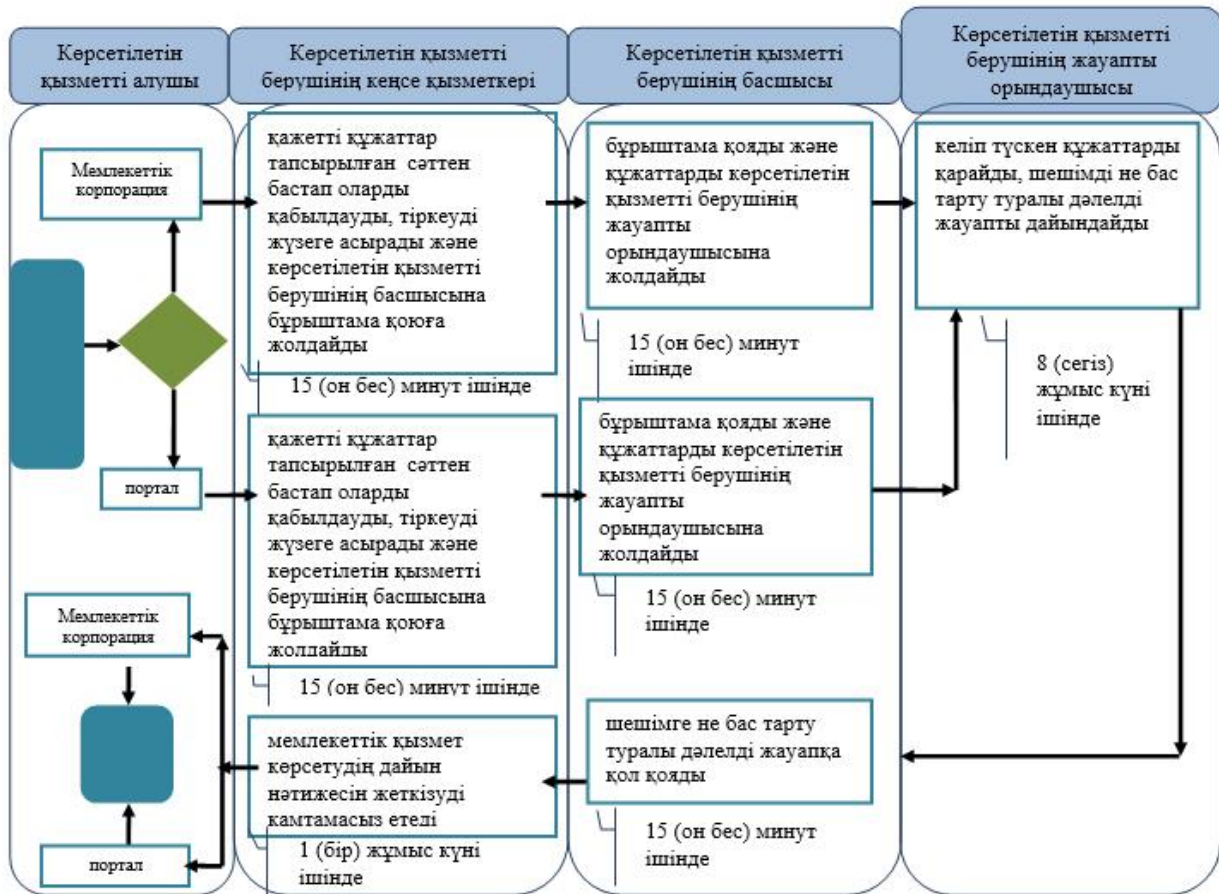 Көрсетілетін
қызметті алушы
Көрсетілетін қызметті
берушінің кеңсе қызметкері
Көрсетілетін қызметті
берушінің басшысы
Көрсетілетін қызметті
берушінің жауапты
орындаушысы
Мемлекеттік
корпорация
қажетті құжаттар
тапсырылған сәттен
бастап оларды
қабылдауды, тіркеуді
жүзеге асырады және
көрсетілетін қызметті
берушінің басшысына
бұрыштама қоюға
жолдайды
15 (он бес) минут ішінде
бұрыштама қояды және
құжаттарды көрсетілетін
қызметті берушінің
жауапты
орындаушысына
жолдайды
15 (он бес) минут
ішінде
келіп түскен құжаттарды
қарайды, шешімді не бас
тарту туралы дәлелді
жауапты дайындайды
8 (сегіз)
жұмыс күні
ішінде
портал
қажетті құжаттар
тапсырылған сәттен
бастап оларды
қабылдауды, тіркеуді
жүзеге асырады және
көрсетілетін қызметті
берушінің басшысына
бұрыштама қоюға
жолдайды
15 (он бес) минут ішінде
бұрыштама қояды және
құжаттарды көрсетілетін
қызметті берушінің
жауапты
орындаушысына
жолдайды
15 (он бес) минут
ішінде
Мемлекеттік
корпорация
мемлекеттік қызмет
көрсетудің дайын
нәтижесін жеткізуді
қамтамасыз етеді
1 (бір) жұмыс күні
ішінде
шешімге не бас тарту
туралы дәлелді жауапқа
қол қояды
15 (он бес) минут
ішінде
портал